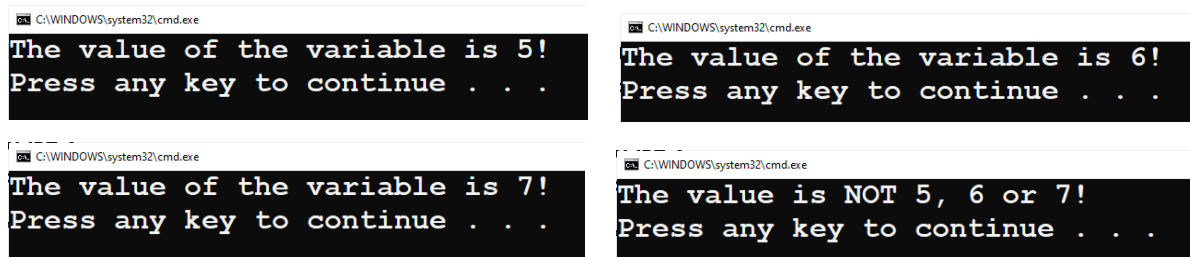 C:\WINDOWS\system32\cmd.exe
The value of the variable is 5!
Press any key to continue . . .
C:\WINDOWS\system32\cmd.exe
The value of the variable is 6!
Press any key to continue . . .
C:\WINDOWS\system32\cmd.exe
The value of the variable is 7!
Press any key to continue . . .
C:\WINDOWS\system32\cmd.exe
The value is NOT 5, 6 or 7!
Press any key to continue . . .